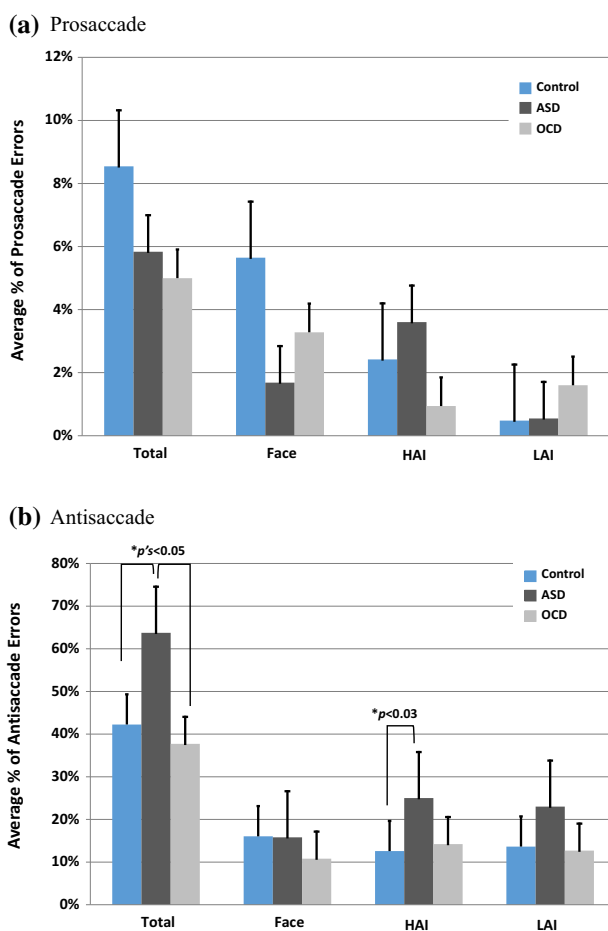 (a) Prosaccade
12%
10%
8%
6%
4%
2%
0%
Average % of Prosaccade Errors
Control
ASD
OCD
Total Face HAI LAI
(b) Antisaccade
80%
70%
60%
50%
40%
30%
20%
10%
0%
Average % of Antisaccade Errors
*p's<0.05
*p<0.03
Control
ASD
OCD
Total Face HAI LAI